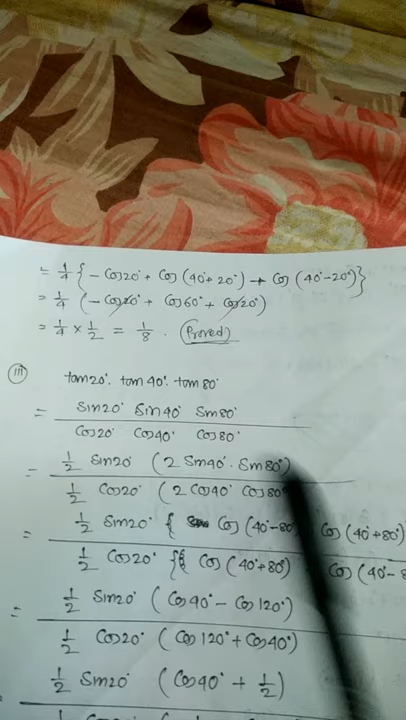 = 1/4 { - cos20° + cos (40°+20°) + cos (40°-20°)}
= 1/4 (- cos20° + cos60° + cos20°)
= 1/4 × 1/2 = 1/8 . (Proved)
(iii) tan20°. tan40°. tan80°
= sin20° sin40° sin80° / cos20° cos40° cos80°
= 1/2 sin20° (2 sin40°. sin80°) / 1/2 cos20° (2 cos40° cos80°
= 1/2 sin20° { cos (40°-80° cos (40°+80°) / 1/2 cos20° { cos (40°+80°) cos (40°-8
= 1/2 sin20° (cos40° - cos120°) / 1/2 cos20° (cos120° + cos40°)
1/2 sin20° (cos40° + 1/2)